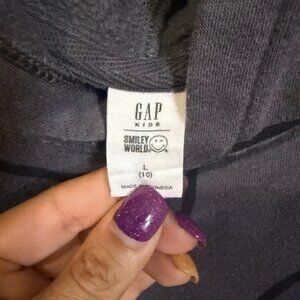 GAP
KIDS
SMILEY
WORLD
L
(10)
MADE IN INDONESIA